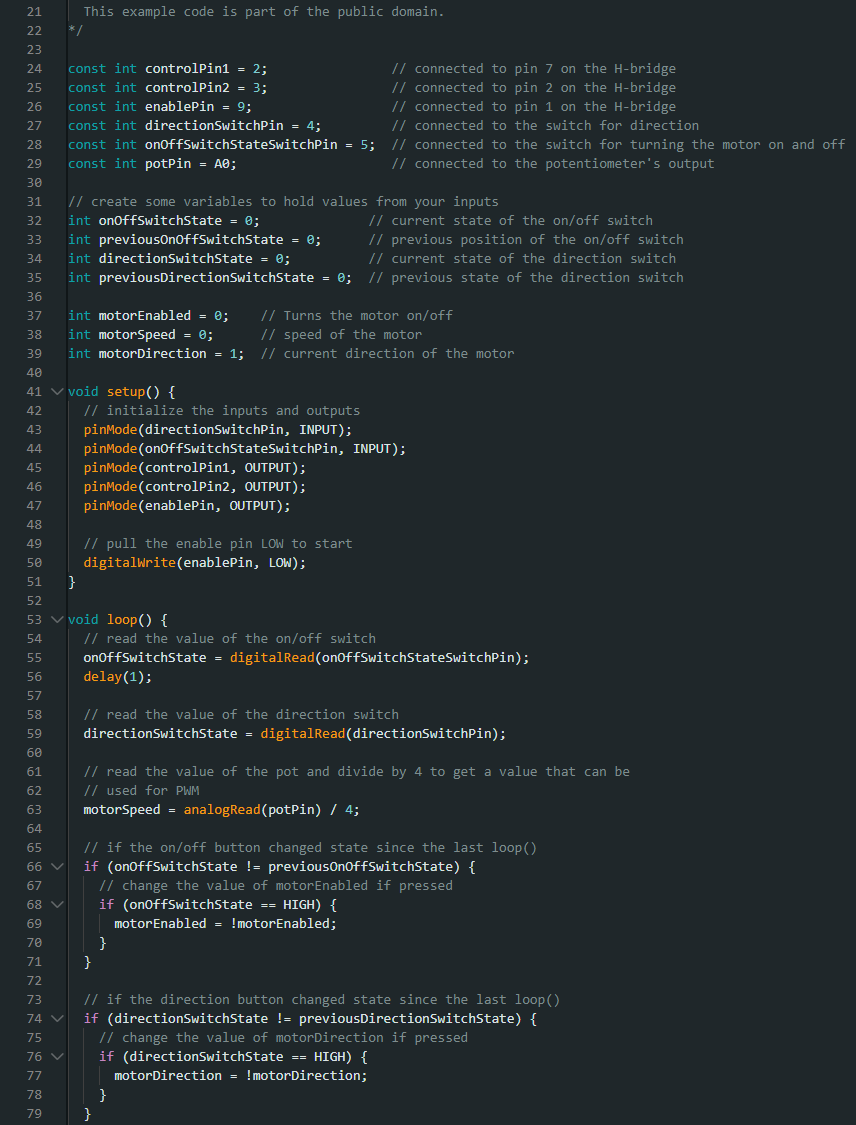 21 This example code is part of the public domain.
22 */
23
24 const int controlPin1 = 2; // connected to pin 7 on the H-bridge
25 const int controlPin2 = 3; // connected to pin 2 on the H-bridge
26 const int enablePin = 9; // connected to pin 1 on the H-bridge
27 const int directionSwitchPin = 4; // connected to the switch for direction
28 const int onOffSwitchStateSwitchPin = 5; // connected to the switch for turning the motor on and off
29 const int potPin = A0; // connected to the potentiometer's output
30
31 // create some variables to hold values from your inputs
32 int onOffSwitchState = 0; // current state of the on/off switch
33 int previousOnOffSwitchState = 0; // previous position of the on/off switch
34 int directionSwitchState = 0; // current state of the direction switch
35 int previousDirectionSwitchState = 0; // previous state of the direction switch
36
37 int motorEnabled = 0; // Turns the motor on/off
38 int motorSpeed = 0; // speed of the motor
39 int motorDirection = 1; // current direction of the motor
40
41 void setup() {
42 // initialize the inputs and outputs
43 pinMode(directionSwitchPin, INPUT);
44 pinMode(onOffSwitchStateSwitchPin, INPUT);
45 pinMode(controlPin1, OUTPUT);
46 pinMode(controlPin2, OUTPUT);
47 pinMode(enablePin, OUTPUT);
48
49 // pull the enable pin LOW to start
50 digitalWrite(enablePin, LOW);
51 }
52
53 void loop() {
54 // read the value of the on/off switch
55 onOffSwitchState = digitalRead(onOffSwitchStateSwitchPin);
56 delay(1);
57
58 // read the value of the direction switch
59 directionSwitchState = digitalRead(directionSwitchPin);
60
61 // read the value of the pot and divide by 4 to get a value that can be
62 // used for PWM
63 motorSpeed = analogRead(potPin) / 4;
64
65 // if the on/off button changed state since the last loop()
66 if (onOffSwitchState != previousOnOffSwitchState) {
67 // change the value of motorEnabled if pressed
68 if (onOffSwitchState == HIGH) {
69 motorEnabled = !motorEnabled;
70 }
71 }
72
73 // if the direction button changed state since the last loop()
74 if (directionSwitchState != previousDirectionSwitchState) {
75 // change the value of motorDirection if pressed
76 if (directionSwitchState == HIGH) {
77 motorDirection = !motorDirection;
78 }
79 }